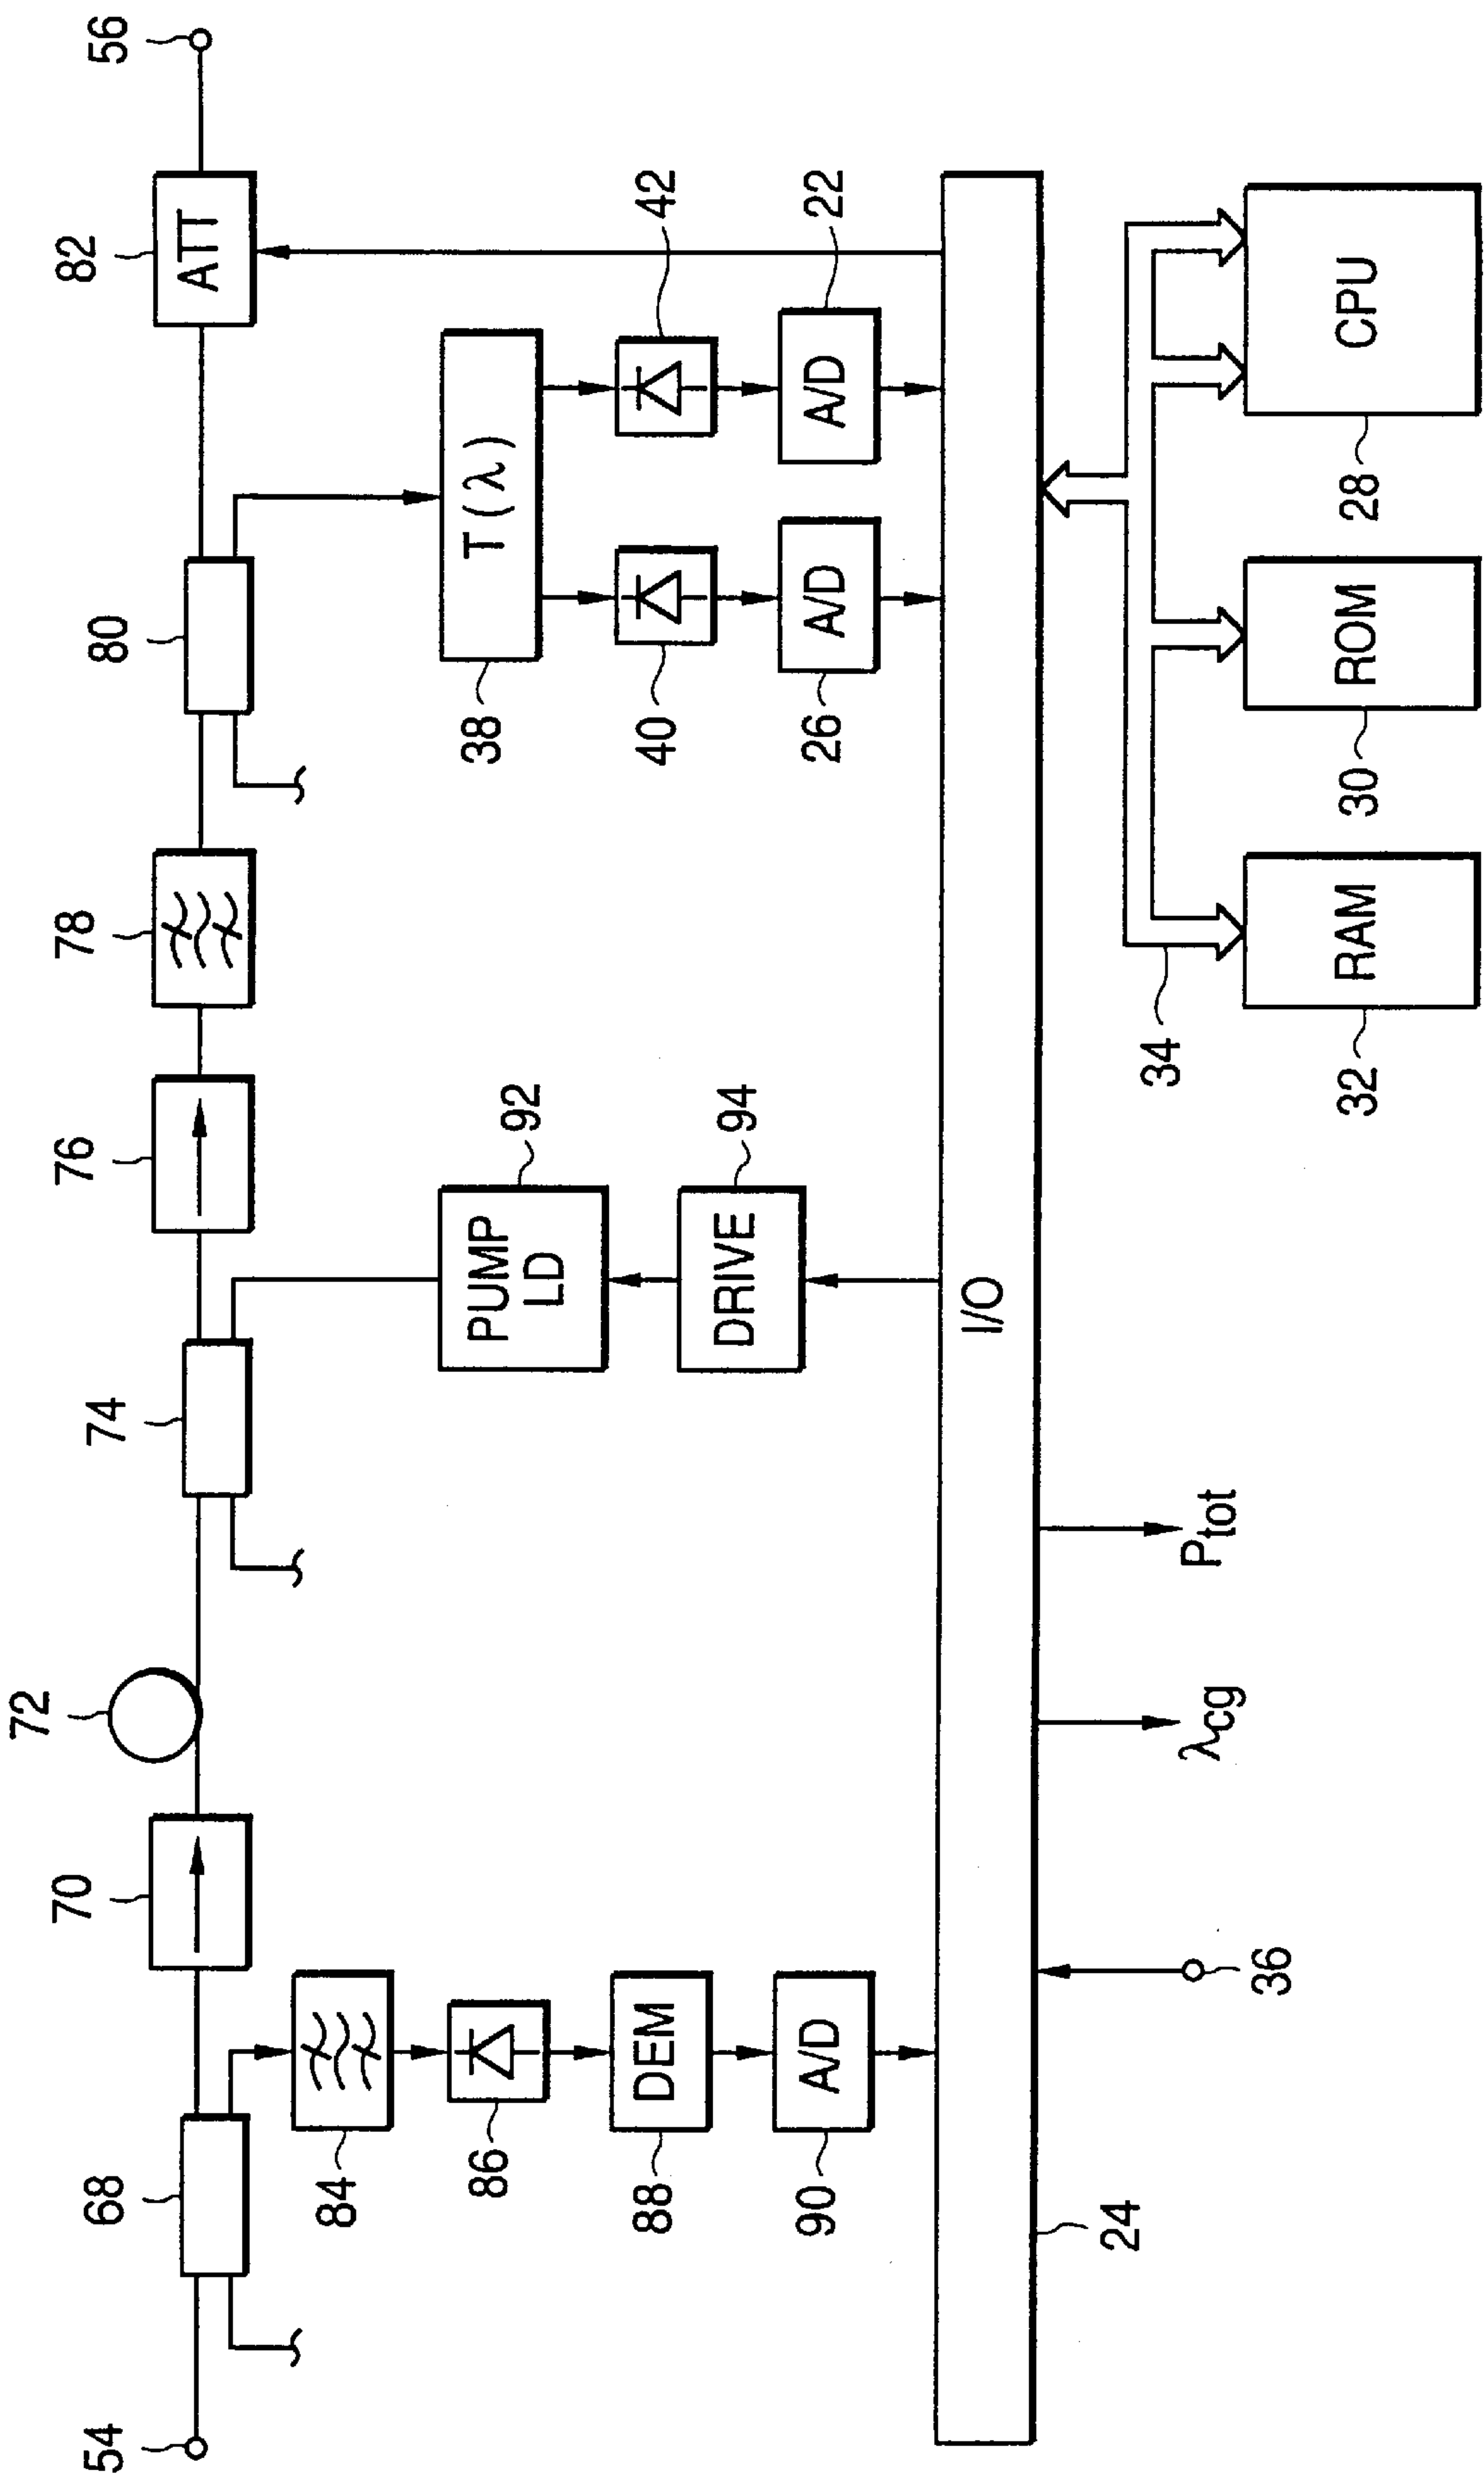 54
68
70
72
74
76
78
80
82
56
ATT
84
86
88
DEM
90
A/D
PUMP
LD
92
DRIVE
94
T(λ)
38
40
42
A/D
26
A/D
22
I/O
24
36
λcg
Ptot
34
RAM
32
ROM
30
CPU
28